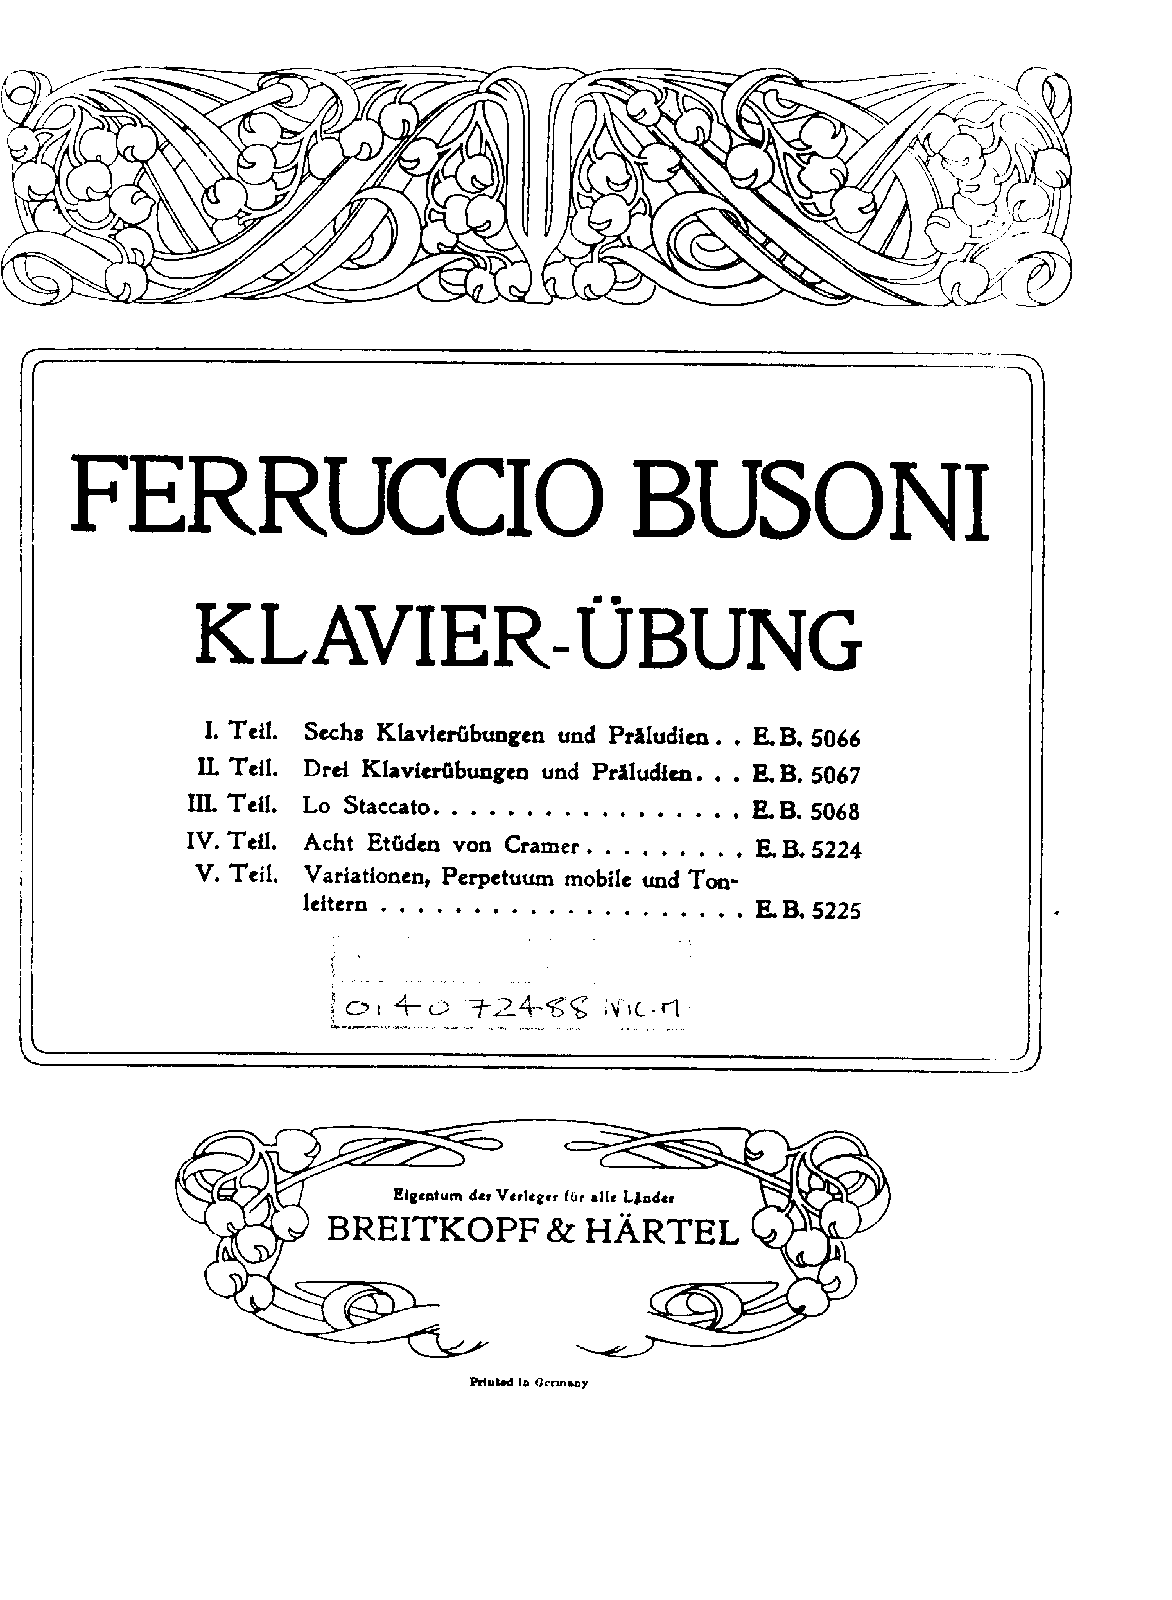 FERRUCCIO BUSONI
KLAVIER-ÜBUNG
I. Teil. Sechs Klavierübungen und Präludien . . E. B. 5066
II. Teil. Drei Klavierübungen und Präludien . . . E. B. 5067
III. Teil. Lo Staccato . . . . . . . . . . . . . . . . . E. B. 5068
IV. Teil. Acht Etüden von Cramer . . . . . . . . . E. B. 5224
V. Teil. Variationen, Perpetuum mobile und Ton-
leitern . . . . . . . . . . . . . . . . . . . . E. B. 5225
0140 72488
Eigentum der Verleger für alle Länder
BREITKOPF & HÄRTEL
Printed in Germany